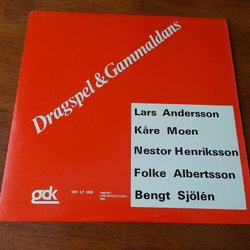 Dragspel & Gammaldans
Lars Andersson
Kåre Moen
Nestor Henriksson
Folke Albertsson
Bengt Sjölén
gdk